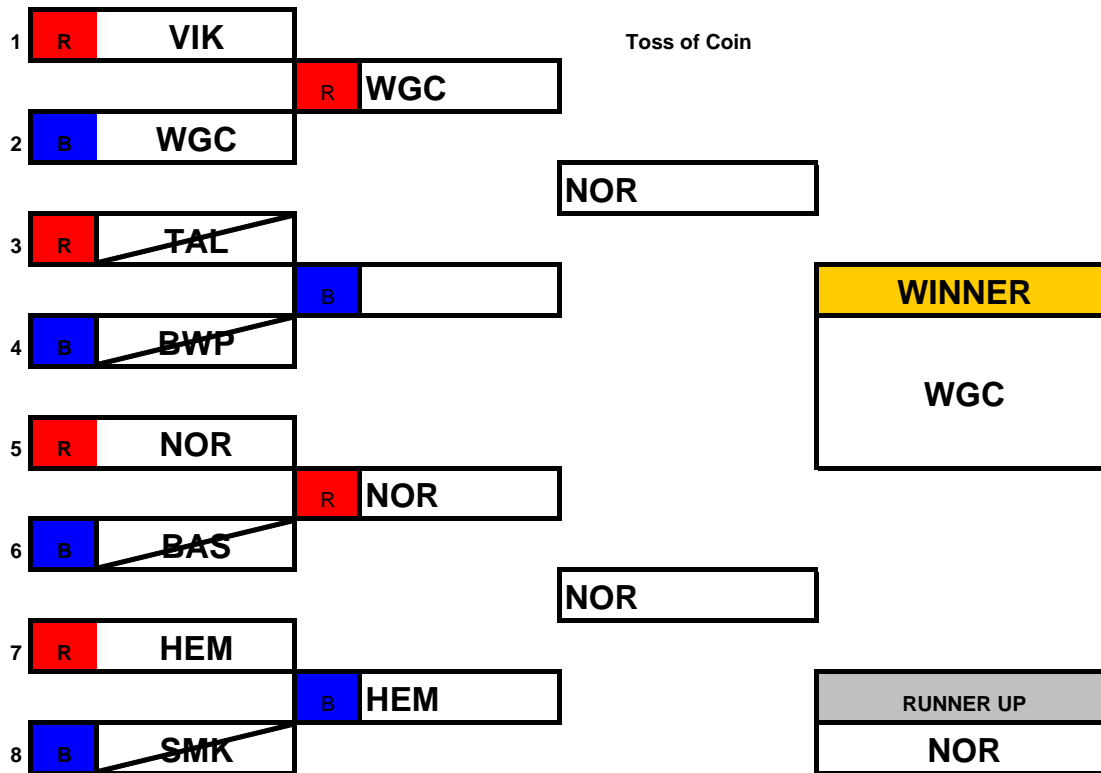 1 R VIK
Toss of Coin
R WGC
2 B WGC
NOR
3 R TAL
B
WINNER
4 B BWP
WGC
5 R NOR
R NOR
6 B BAS
NOR
7 R HEM
B HEM
RUNNER UP
8 B SMK
NOR